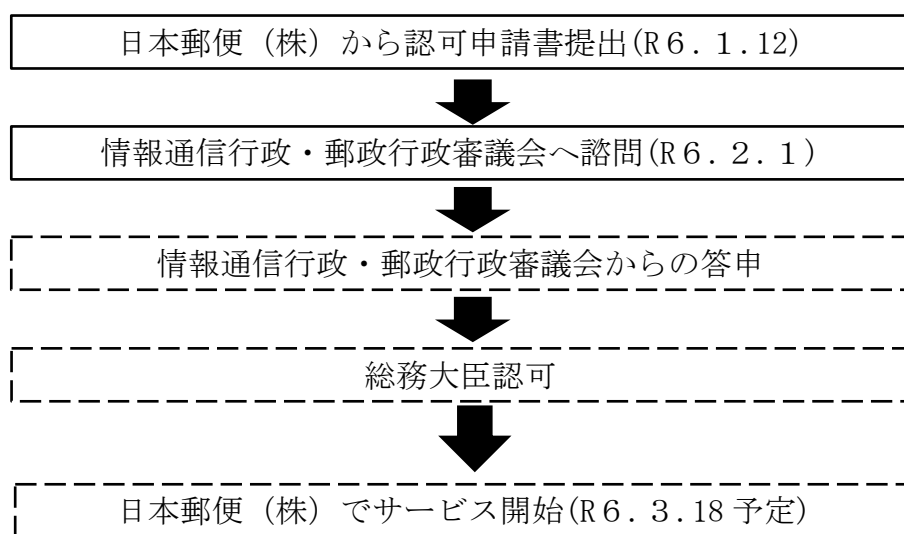 日本郵便（株）から認可申請書提出(R６．１.12)
情報通信行政・郵政行政審議会へ諮問(R６．２.１)
情報通信行政・郵政行政審議会からの答申
総務大臣認可
日本郵便（株）でサービス開始(R６．３.18 予定)